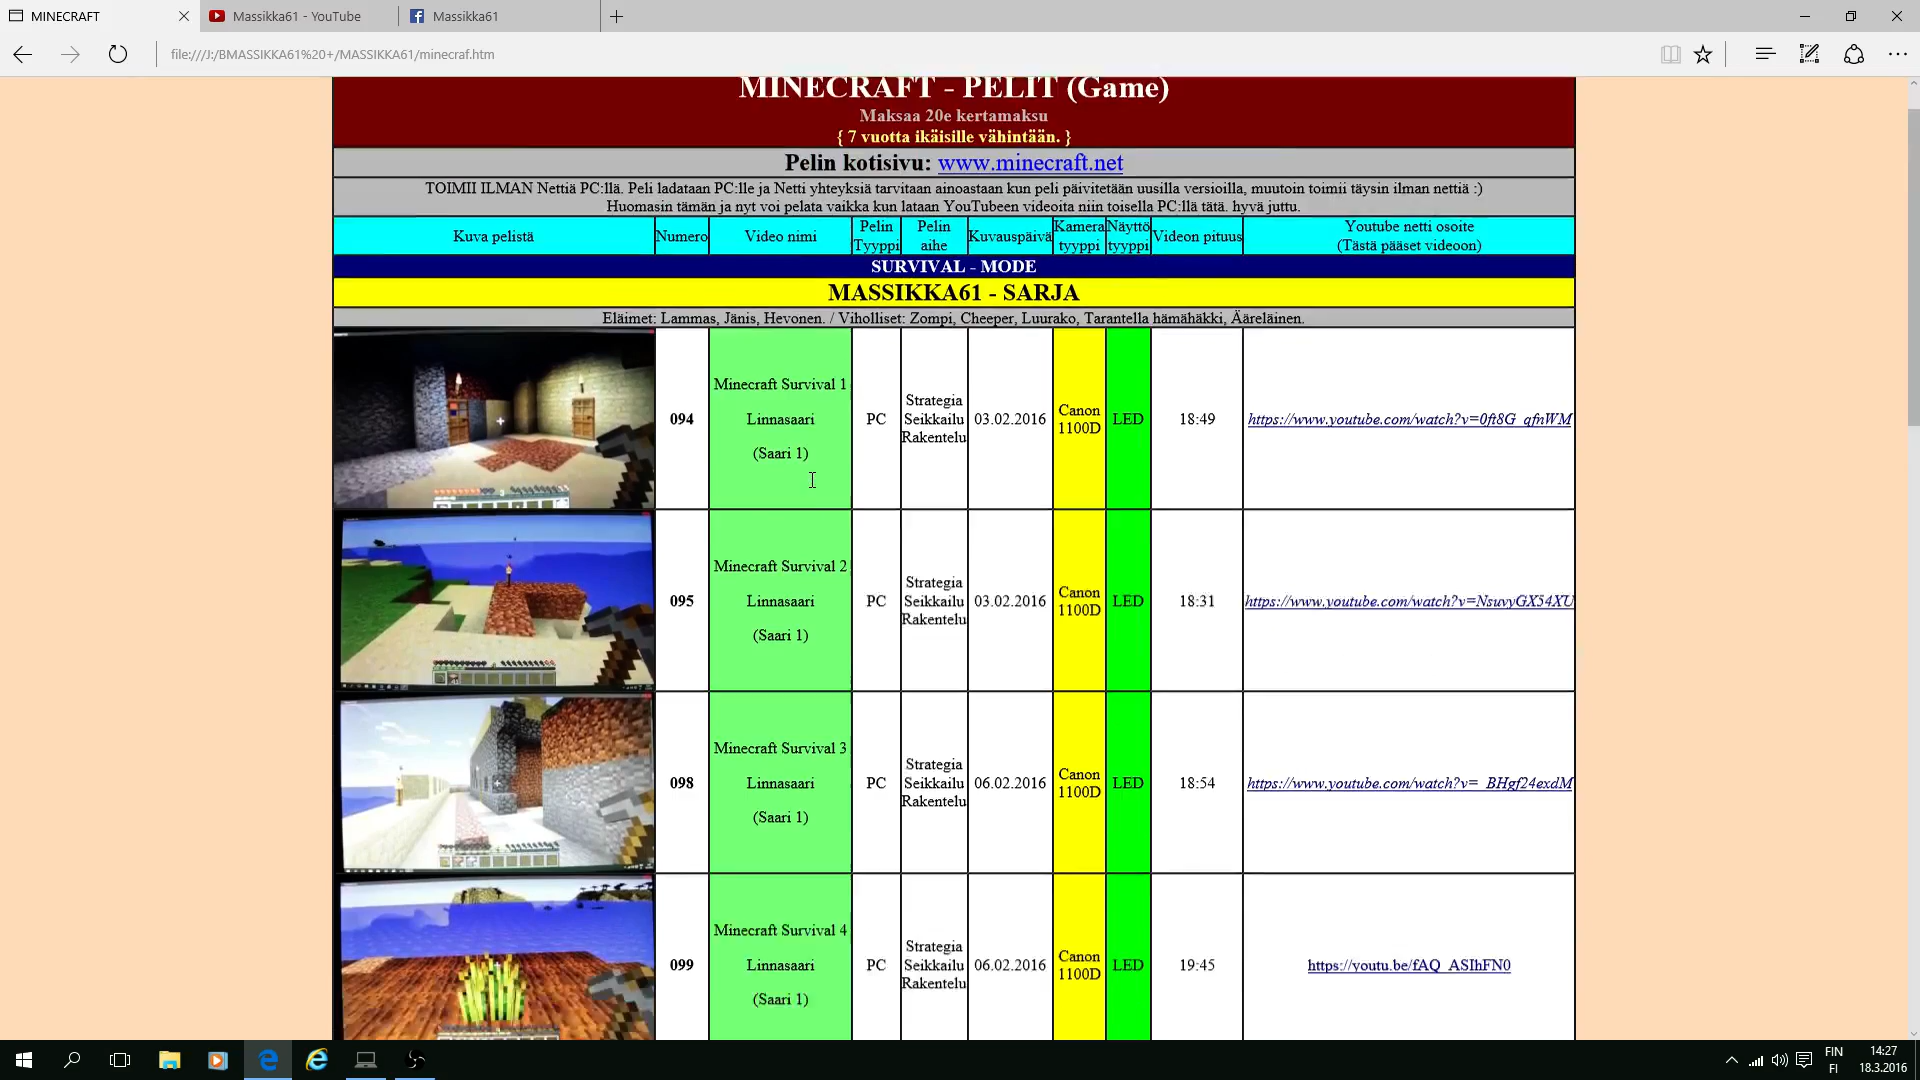 MINECRAFT
Massikka61 - YouTube
Massikka61
file:///J:/BMASSIKKA61%20+/MASSIKKA61/minecraf.htm
MINECRAFT - PELIT (Game)
Maksaa 20e kertamaksu
{ 7 vuotta ikäisille vähintään. }
Pelin kotisivu: www.minecraft.net
TOIMII ILMAN Nettiä PC:llä. Peli ladataan PC:lle ja Netti yhteyksiä tarvitaan ainoastaan kun peli päivitetään uusilla versioilla, muutoin toimii täysin ilman nettiä :)
Huomasin tämän ja nyt voi pelata vaikka kun lataan YouTubeen videoita niin toisella PC:llä tätä. hyvä juttu.
Kuva pelistä
Numero
Video nimi
Pelin
Tyyppi
Pelin
aihe
Kuvauspäivä
Kamera
tyyppi
Näyttö
tyyppi
Videon pituus
Youtube netti osoite
(Tästä pääset videoon)
SURVIVAL - MODE
MASSIKKA61 - SARJA
Eläimet: Lammas, Jänis, Hevonen. / Viholliset: Zompi, Cheeper, Luurako, Tarantella hämähäkki, Ääreläinen.
094
Minecraft Survival 1
Linnasaari
(Saari 1)
PC
Strategia
Seikkailu
Rakentelu
03.02.2016
Canon
1100D
LED
18:49
https://www.youtube.com/watch?v=0ft8G_qfnWM
095
Minecraft Survival 2
Linnasaari
(Saari 1)
PC
Strategia
Seikkailu
Rakentelu
03.02.2016
Canon
1100D
LED
18:31
https://www.youtube.com/watch?v=NsuvyGX54XU
098
Minecraft Survival 3
Linnasaari
(Saari 1)
PC
Strategia
Seikkailu
Rakentelu
06.02.2016
Canon
1100D
LED
18:54
https://www.youtube.com/watch?v=_BHgf24exdM
099
Minecraft Survival 4
Linnasaari
(Saari 1)
PC
Strategia
Seikkailu
Rakentelu
06.02.2016
Canon
1100D
LED
19:45
https://youtu.be/fAQ_ASIhFN0
FIN
FI
14:27
18.3.2016